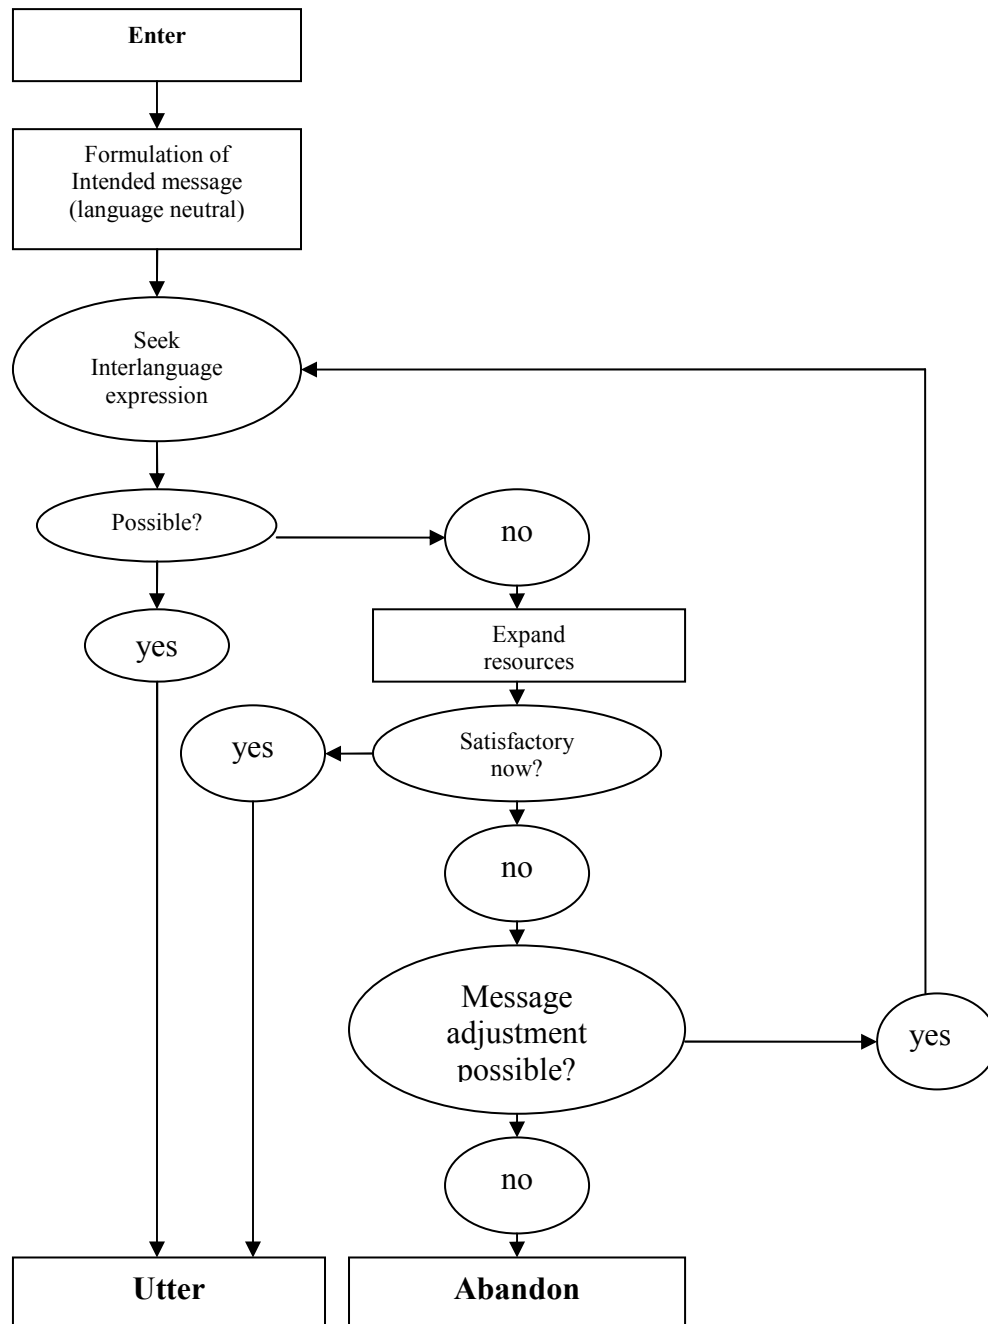 Enter
Formulation of
Intended message
(language neutral)
Seek
Interlanguage
expression
Possible?
no
yes
Expand
resources
yes
Satisfactory
now?
no
Message
adjustment
possible?
yes
no
Utter
Abandon